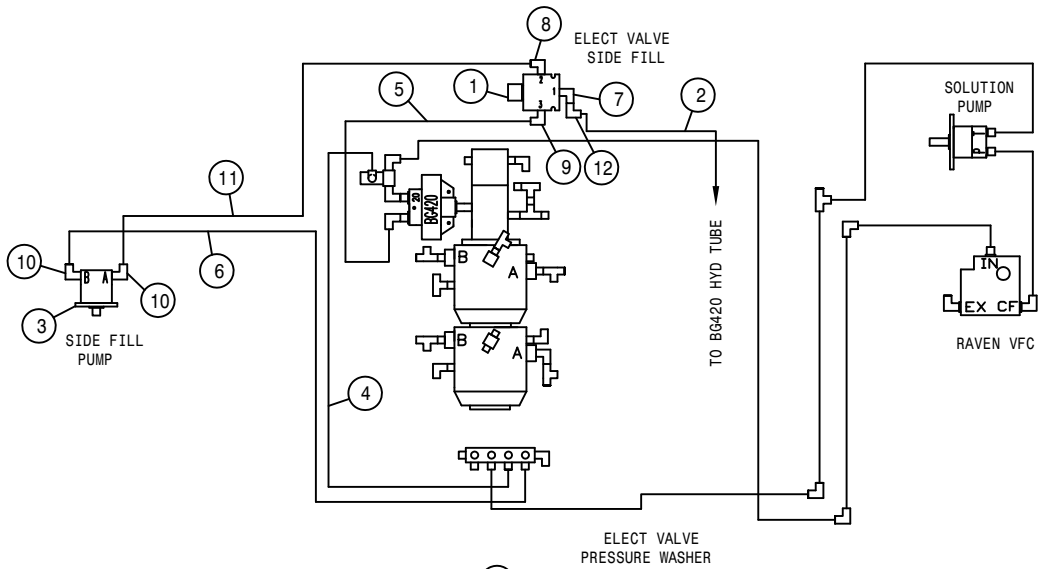 8
ELECT VALVE
SIDE FILL
1
2
1
3
7
5
2
SOLUTION
PUMP
T
P
9
12
11
20
BG420
B
A
10
B A
6
10
3
SIDE FILL
PUMP
TO BG420 HYD TUBE
IN
EX CF
RAVEN VFC
B
A
4
ELECT VALVE
PRESSURE WASHER